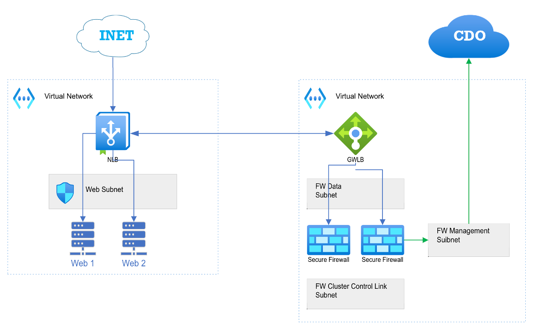 INET
CDO
Virtual Network
Virtual Network
NLB
GWLB
Web Subnet
FW Data
Subnet
Web 1
Web 2
Secure Firewall
Secure Firewall
FW Management
Suibnet
FW Cluster Control Link
Subnet